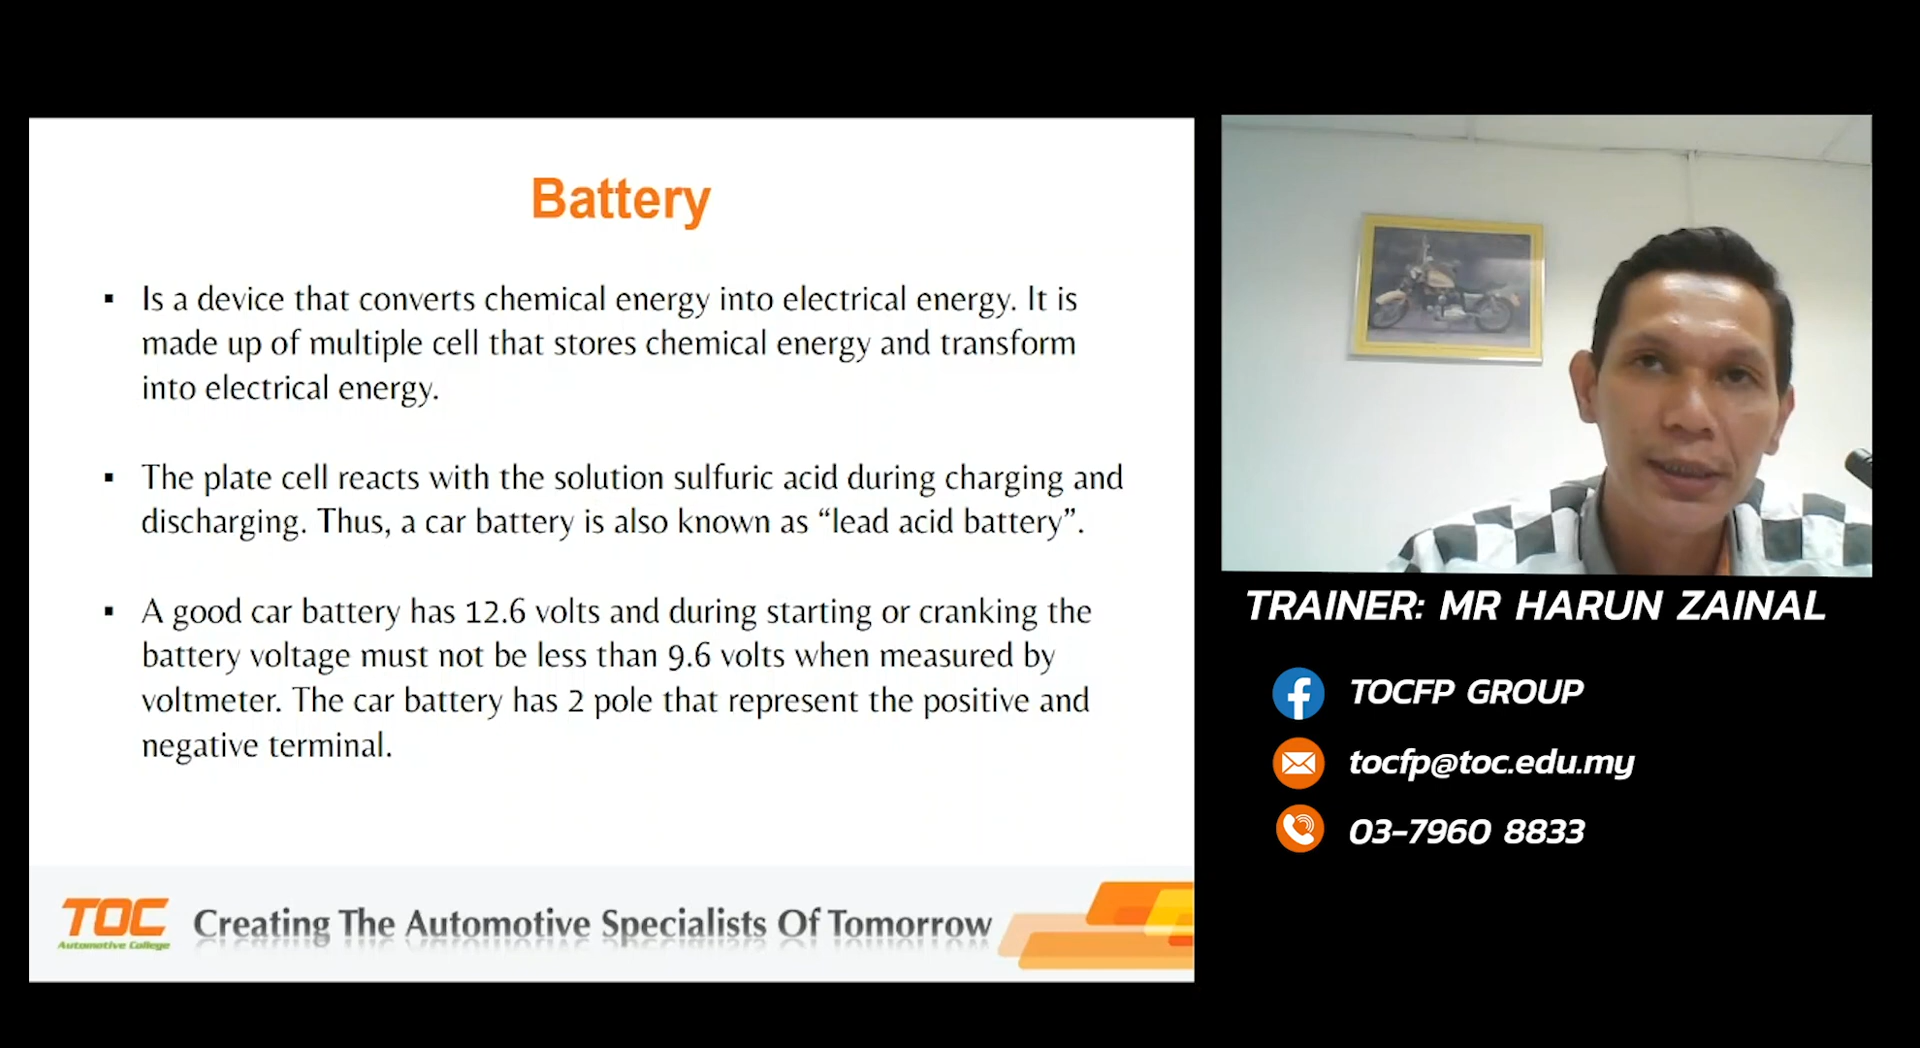 Battery
▪ Is a device that converts chemical energy into electrical energy. It is
made up of multiple cell that stores chemical energy and transform
into electrical energy.
▪ The plate cell reacts with the solution sulfuric acid during charging and
discharging. Thus, a car battery is also known as “lead acid battery”.
▪ A good car battery has 12.6 volts and during starting or cranking the
battery voltage must not be less than 9.6 volts when measured by
voltmeter. The car battery has 2 pole that represent the positive and
negative terminal.
TOC
Automotive College
Creating The Automotive Specialists Of Tomorrow
TRAINER: MR HARUN ZAINAL
TOCFP GROUP
tocfp@toc.edu.my
03-7960 8833